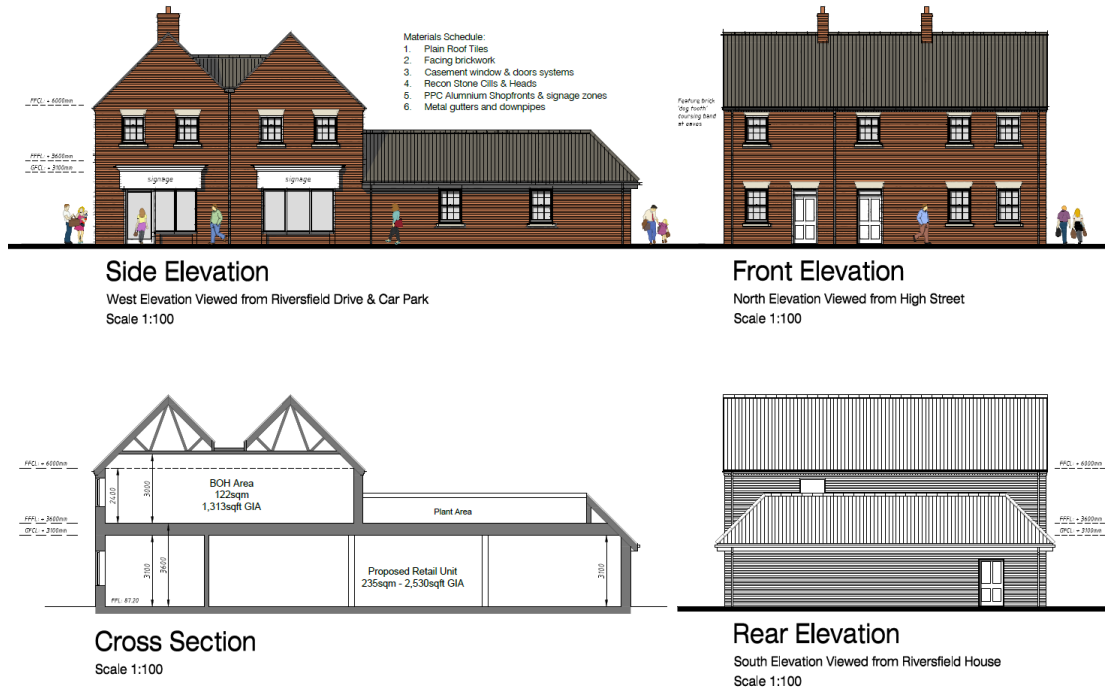 Materials Schedule:
1. Plain Roof Tiles
2. Facing brickwork
3. Casement window & doors systems
4. Recon Stone Cills & Heads
5. PPC Alumnium Shopfronts & signage zones
6. Metal gutters and downpipes
FFCL: + 6000mm
FFFL: + 3600mm
GFCL: + 3100mm
signage
signage
Side Elevation
West Elevation Viewed from Riversfield Drive & Car Park
Scale 1:100
Feature brick
'dog tooth'
coursing band
at eaves
Front Elevation
North Elevation Viewed from High Street
Scale 1:100
FFCL: + 6000mm
FFFL: + 3600mm
GFCL: + 3100mm
2400
3000
BOH Area
122sqm
1,313sqft GIA
Plant Area
3100
3600
Proposed Retail Unit
235sqm - 2,530sqft GIA
3100
FFL: 87.20
Cross Section
Scale 1:100
FFCL: + 6000mm
FFFL: + 3600mm
GFCL: + 3100mm
Rear Elevation
South Elevation Viewed from Riversfield House
Scale 1:100